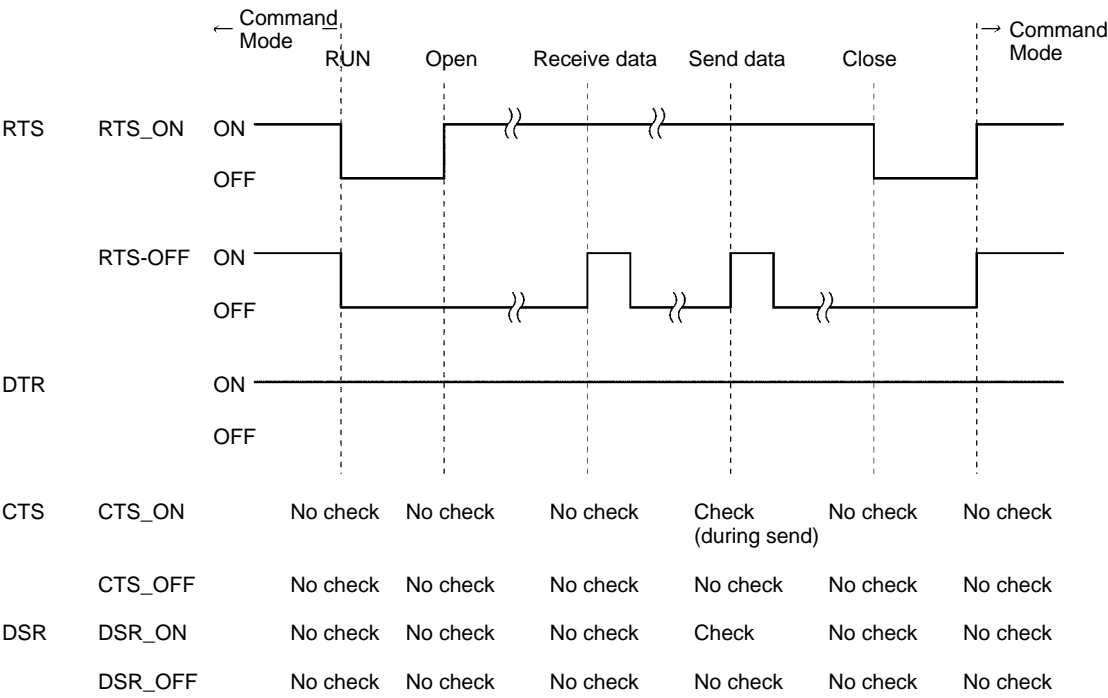 ← Command Mode
→ Command Mode
RUN Open Receive data Send data Close
RTS RTS_ON ON
OFF
RTS-OFF ON
OFF
DTR ON
OFF
CTS CTS_ON No check No check No check Check (during send) No check No check
CTS_OFF No check No check No check No check No check No check
DSR DSR_ON No check No check No check Check No check No check
DSR_OFF No check No check No check No check No check No check